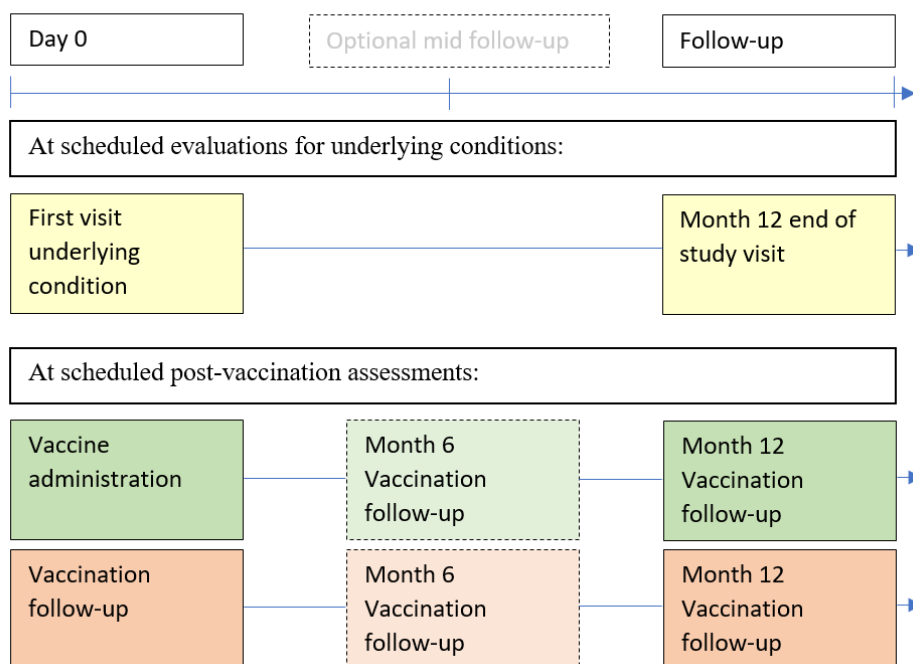 Day 0
Optional mid follow-up
Follow-up
At scheduled evaluations for underlying conditions:
First visit
underlying
condition
Month 12 end of
study visit
At scheduled post-vaccination assessments:
Vaccine
administration
Month 6
Vaccination
follow-up
Month 12
Vaccination
follow-up
Vaccination
follow-up
Month 6
Vaccination
follow-up
Month 12
Vaccination
follow-up